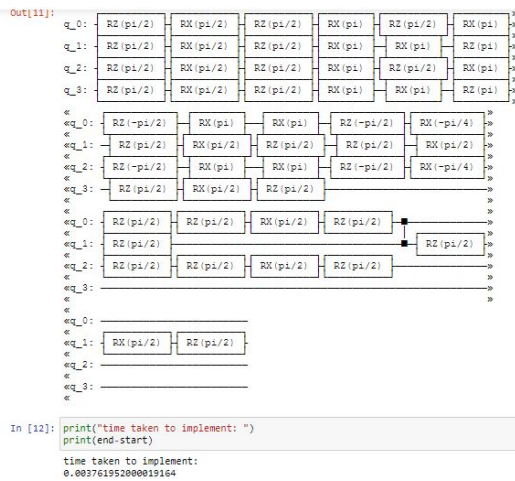 Out[11]:
q_0: RZ(pi/2) RX(pi/2) RZ(pi/2) RX(pi) RZ(pi/2) RX(pi) »
q_1: RZ(pi/2) RX(pi/2) RZ(pi/2) RX(pi) RX(pi) RZ(pi) »
q_2: RZ(pi/2) RX(pi/2) RZ(pi/2) RX(pi) RZ(pi/2) RX(pi) »
q_3: RZ(pi/2) RX(pi/2) RZ(pi/2) RX(pi) RX(pi) RZ(pi) »
« »
«q_0: RZ(-pi/2) RX(pi) RX(pi) RZ(-pi/2) RX(-pi/4) »
« »
«q_1: RZ(pi/2) RX(pi/2) RZ(pi/2) RZ(pi/2) RX(pi/2) »
« »
«q_2: RZ(-pi/2) RX(pi) RX(pi) RZ(-pi/2) RX(-pi/4) »
« »
«q_3: RZ(pi/2) RX(pi/2) RZ(pi/2) »
« »
«q_0: RZ(pi/2) RZ(pi/2) RX(pi/2) RZ(pi/2) »
« »
«q_1: RZ(pi/2) RZ(pi/2) »
« »
«q_2: RZ(pi/2) RZ(pi/2) RX(pi/2) RZ(pi/2) »
« »
«q_3: »
« »
«q_0:
«
«q_1: RX(pi/2) RZ(pi/2)
«
«q_2:
«
«q_3:
«
In [12]: print("time taken to implement: ")
print(end-start)
time taken to implement:
0.003761952000019164